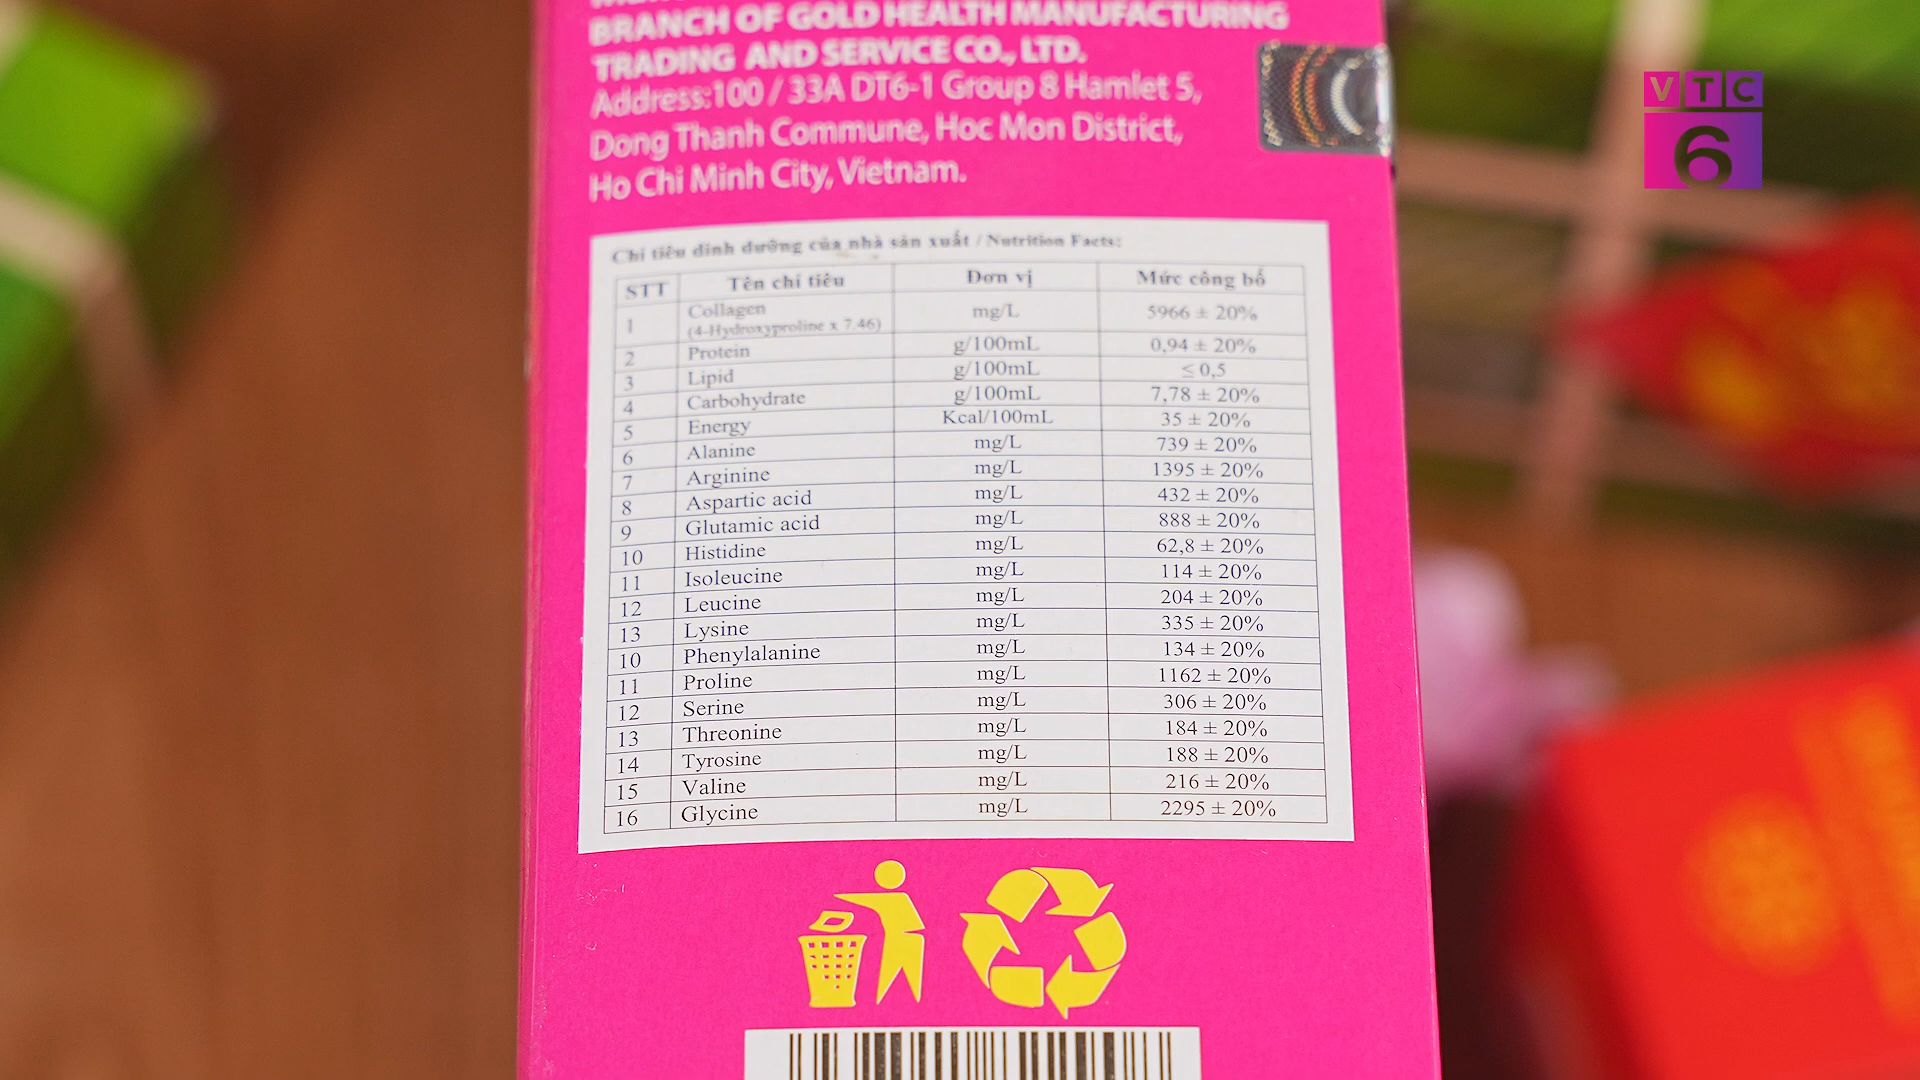 BRANCH OF GOLD HEALTH MANUFACTURING
TRADING AND SERVICE CO., LTD.
Address:100 / 33A DT6-1 Group 8 Hamlet 5,
Dong Thanh Commune, Hoc Mon District,
Ho Chi Minh City, Vietnam.
VTC
6
Chỉ tiêu dinh dưỡng của nhà sản xuất / Nutrition Facts:
STT Tên chỉ tiêu Đơn vị Mức công bố
1 Collagen (4-Hydroxyproline x 7.46) mg/L 5966 ± 20%
2 Protein g/100mL 0,94 ± 20%
3 Lipid g/100mL ≤ 0,5
4 Carbohydrate g/100mL 7,78 ± 20%
5 Energy Kcal/100mL 35 ± 20%
6 Alanine mg/L 739 ± 20%
7 Arginine mg/L 1395 ± 20%
8 Aspartic acid mg/L 432 ± 20%
9 Glutamic acid mg/L 888 ± 20%
10 Histidine mg/L 62,8 ± 20%
11 Isoleucine mg/L 114 ± 20%
12 Leucine mg/L 204 ± 20%
13 Lysine mg/L 335 ± 20%
10 Phenylalanine mg/L 134 ± 20%
11 Proline mg/L 1162 ± 20%
12 Serine mg/L 306 ± 20%
13 Threonine mg/L 184 ± 20%
14 Tyrosine mg/L 188 ± 20%
15 Valine mg/L 216 ± 20%
16 Glycine mg/L 2295 ± 20%